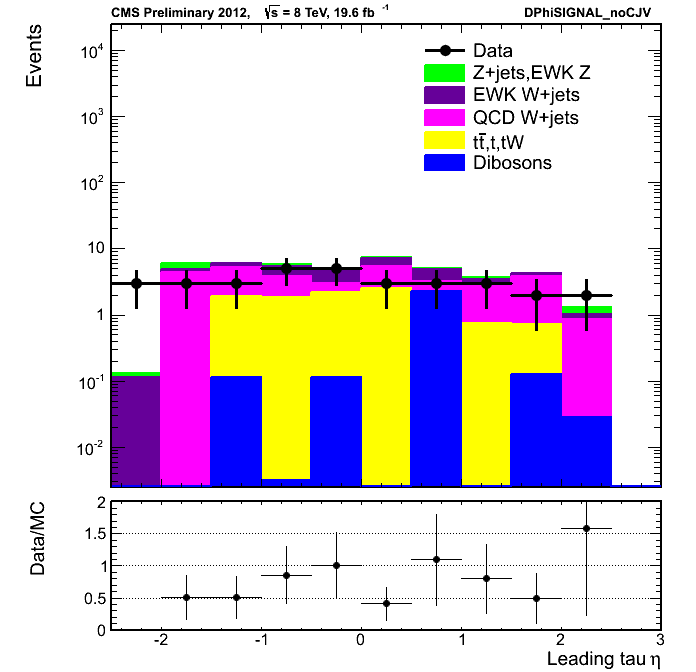 CMS Preliminary 2012, √s = 8 TeV, 19.6 fb⁻¹ DPhiSIGNAL_noCJV
Events
10⁴
10³
10²
10
1
10⁻¹
10⁻²
Data
Z+jets,EWK Z
EWK W+jets
QCD W+jets
tt̄,t,tW
Dibosons
Data/MC
2
1.5
1
0.5
0
-2 -1 0 1 2 3
Leading tau η